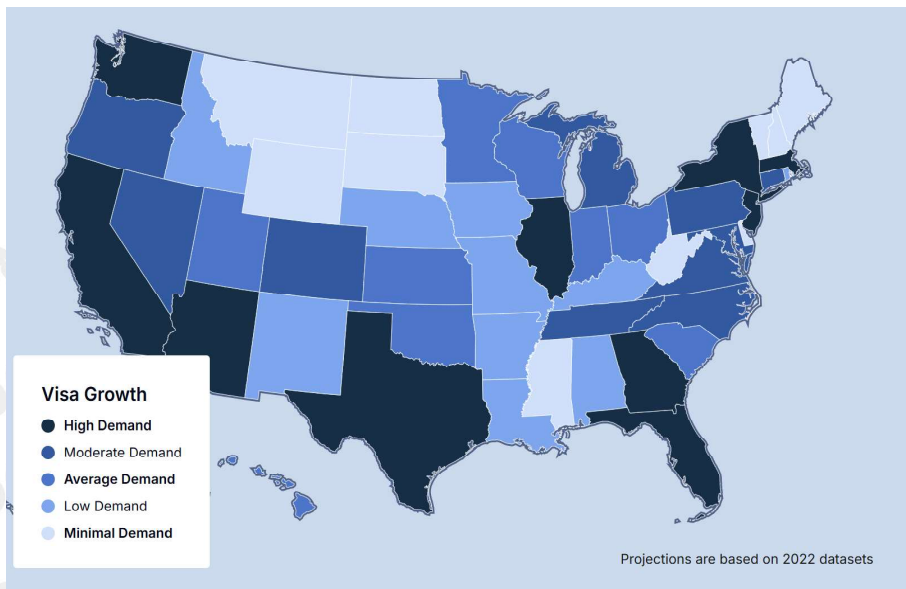 Visa Growth
High Demand
Moderate Demand
Average Demand
Low Demand
Minimal Demand
Projections are based on 2022 datasets